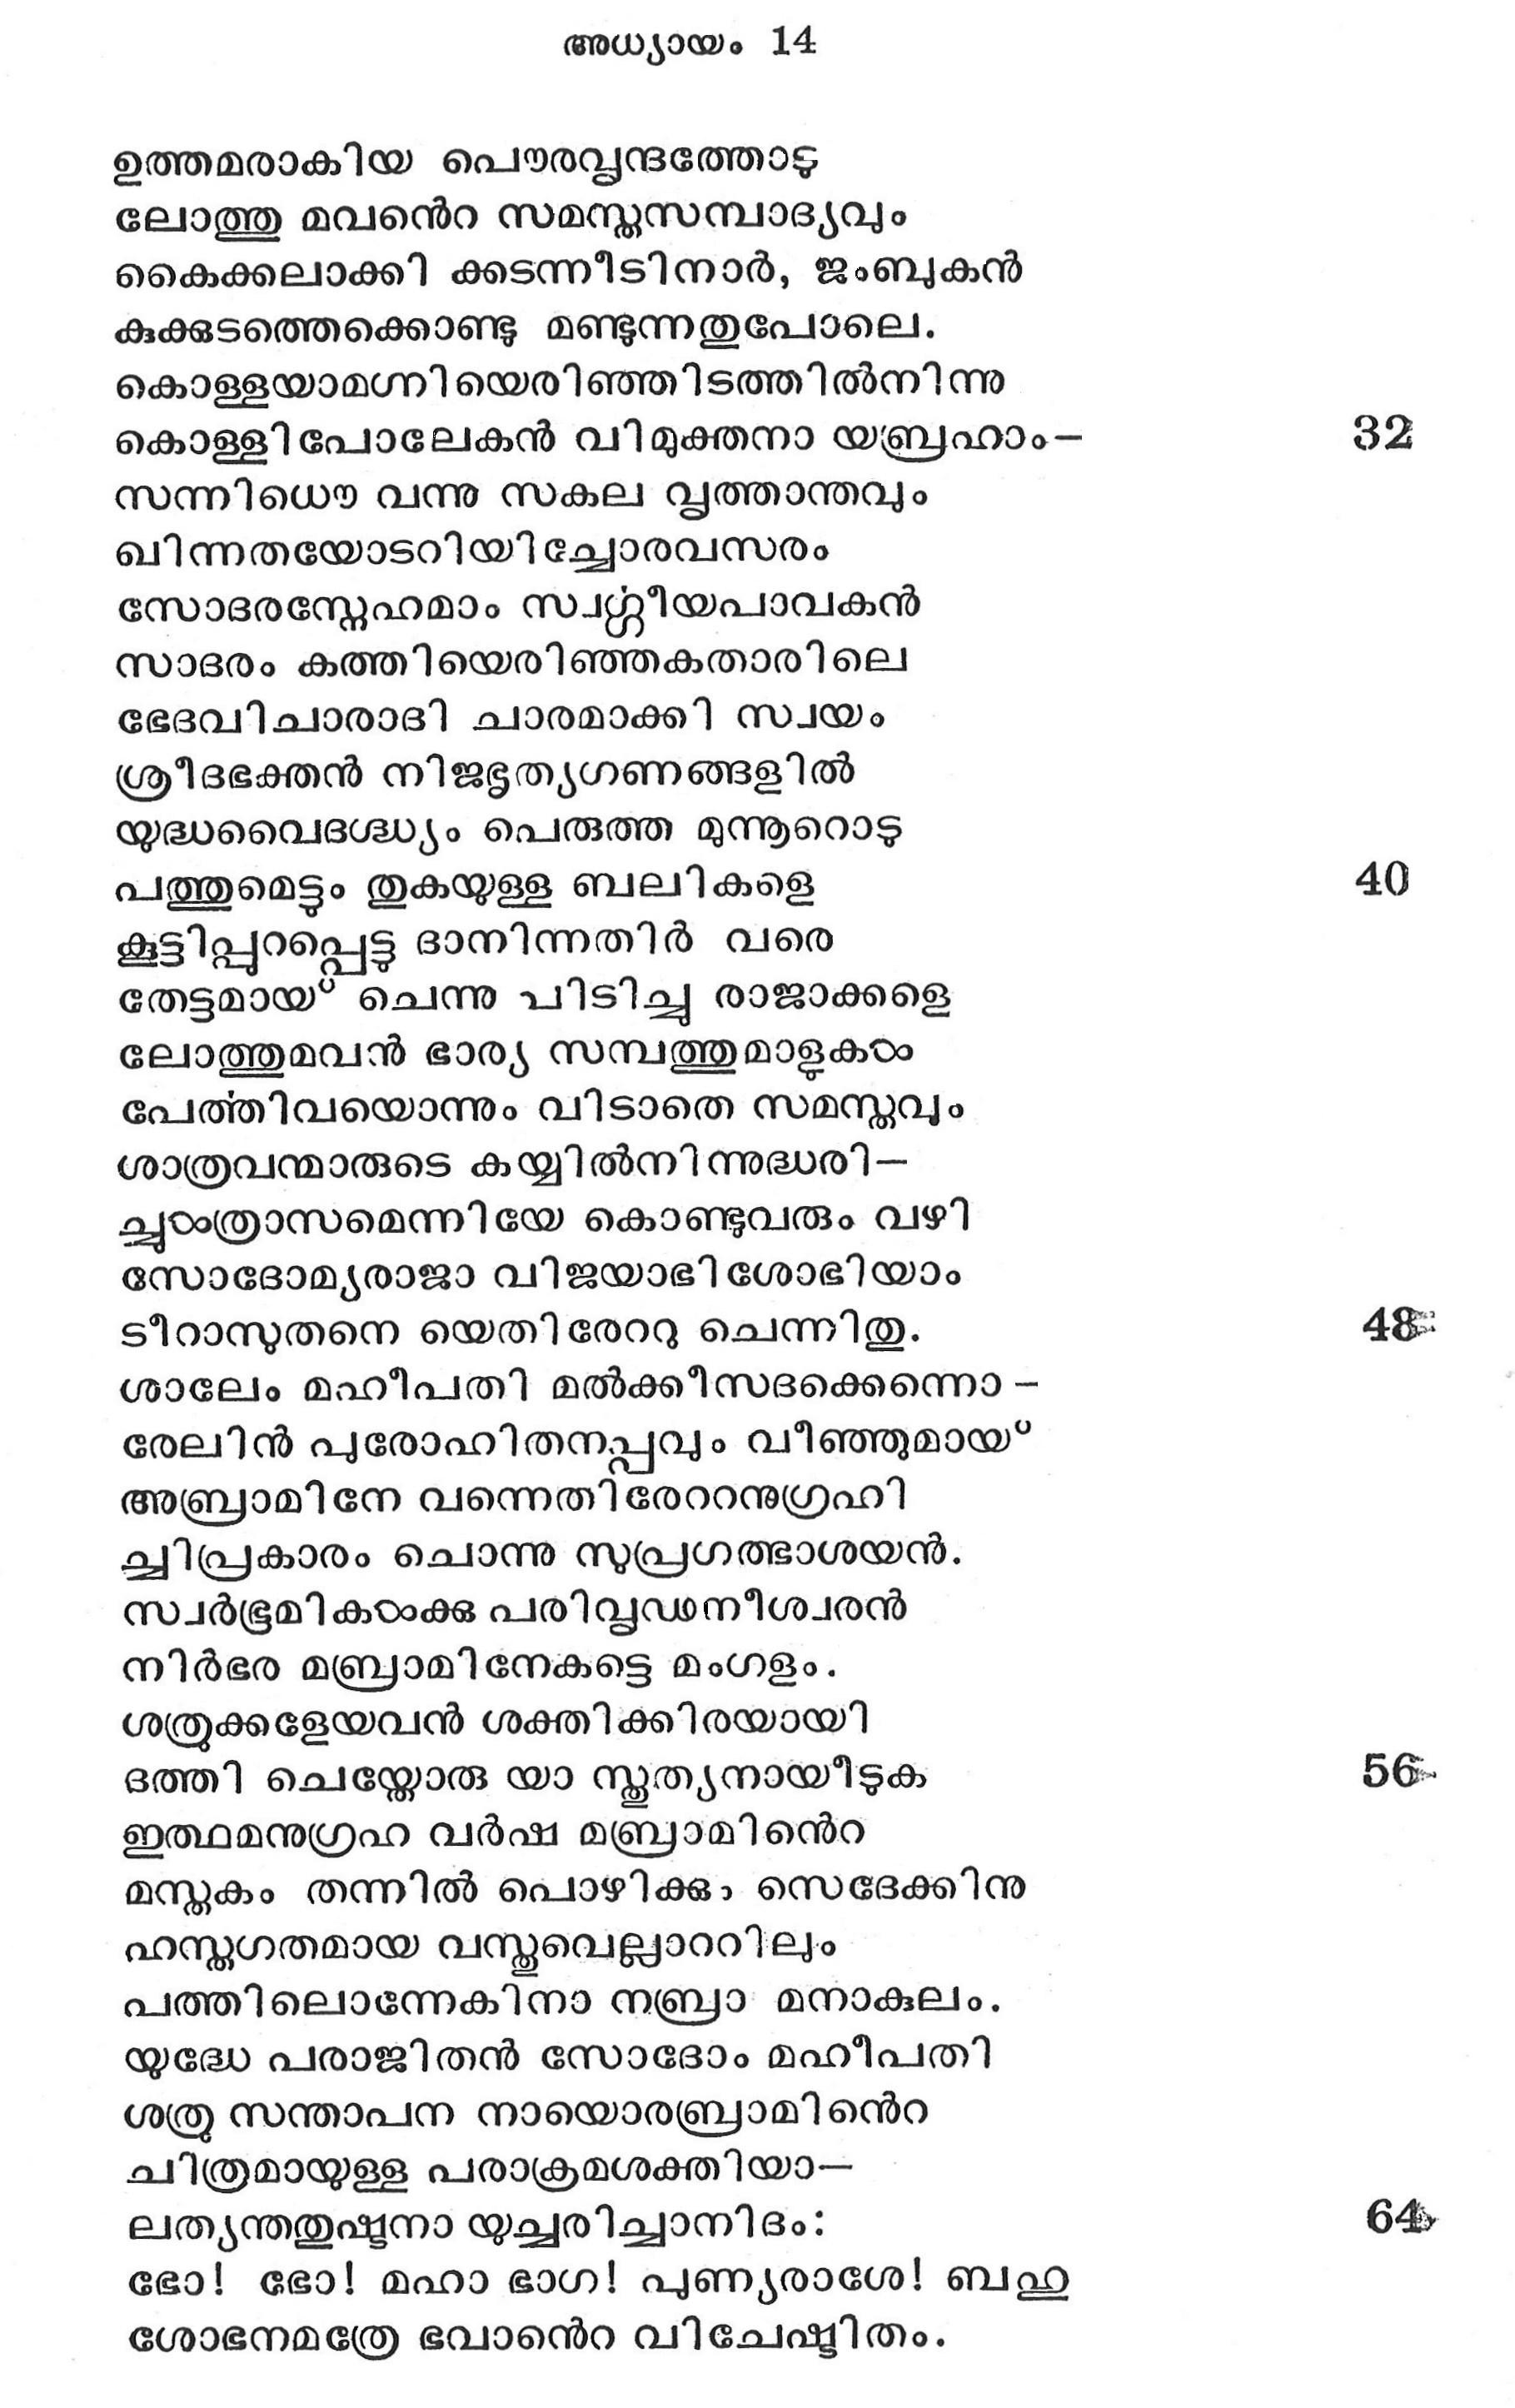 അധ്യായം 14
ഉത്തമരാകിയ പൌരവൃന്ദത്തോടു
ലോത്തു മവൻെറ സമസ്തസമ്പാദ്യവും
കൈക്കലാക്കി ക്കടന്നീടിനാർ, ജംബുകൻ
കുക്കുടത്തെക്കൊണ്ടു മണ്ടുന്നതുപോലെ.
കൊള്ളയാമഗ്നിയെരിഞ്ഞിടത്തിൽനിന്നു
കൊള്ളിപോലേകൻ വിമുക്തനാ യബ്രഹാം— 32
സന്നിധൌ വന്നു സകല വൃത്താന്തവും
ഖിന്നതയോടറിയിച്ചോരവസരം
സോദരസ്നേഹമാം സ്വൎഗ്ഗീയപാവകൻ
സാദരം കത്തിയെരിഞ്ഞകതാരിലെ
ഭേദവിചാരാദി ചാരമാക്കി സ്വയം
ശ്രീദഭക്തൻ നിജഭൃത്യഗണങ്ങളിൽ
യുദ്ധവൈദഗ്ദ്ധ്യം പെരുത്ത മുന്നൂറൊടു
പത്തുമെട്ടും തുകയുള്ള ബലികളെ 40
കൂട്ടിപ്പുറപ്പെട്ടു ദാനിന്നതിർ വരെ
തേട്ടമായ് ചെന്നു പിടിച്ചു രാജാക്കളെ
ലോത്തുമവൻ ഭാര്യ സമ്പത്തുമാളുകൾ
പേൎത്തിവയൊന്നും വിടാതെ സമസ്തവും
ശാത്രവന്മാരുടെ കയ്യിൽനിന്നുദ്ധരി—
ച്ചുൾത്രാസമെന്നിയേ കൊണ്ടുവരും വഴി
സോദോമ്യരാജാ വിജയാഭിശോഭിയാം
ടീറാസുതനെ യെതിരേററു ചെന്നിതു. 48
ശാലേം മഹീപതി മൽക്കീസദക്കെന്നൊ—
രേലിൻ പുരോഹിതനപ്പവും വീഞ്ഞുമായ്
അബ്രാമിനേ വന്നെതിരേററനുഗ്രഹി
ച്ചിപ്രകാരം ചൊന്നു സുപ്രഗത്ഭാശയൻ.
സ്വർഭൂമികൾക്കു പരിവൃഢനീശ്വരൻ
നിർഭര മബ്രാമിനേകട്ടെ മംഗളം.
ശത്രുക്കളേയവൻ ശക്തിക്കിരയായി
ദത്തി ചെയ്തോരു യാ സ്തുത്യനായീടുക 56
ഇത്ഥമനുഗ്രഹ വർഷ മബ്രാമിൻെറ
മസ്തകം തന്നിൽ പൊഴിക്കും സെദേക്കിനു
ഹസ്തഗതമായ വസ്തുവെല്ലാററിലും
പത്തിലൊന്നേകിനാ നബ്രാ മനാകുലം.
യുദ്ധേ പരാജിതൻ സോദോം മഹീപതി
ശത്രു സന്താപന നായൊരബ്രാമിൻെറ
ചിത്രമായുള്ള പരാക്രമശക്തിയാ—
ലത്യന്തതുഷ്ടനാ യുച്ചരിച്ചാനിദം: 64
ഭോ! ഭോ! മഹാ ഭാഗ! പുണ്യരാശേ! ബഹു
ശോഭനമത്രേ ഭവാൻെറ വിചേഷ്ടിതം.